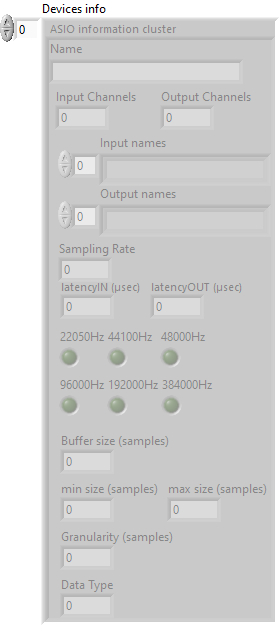 Devices info
0 ASIO information cluster
Name
Input Channels Output Channels
0 0
Input names
0
Output names
0
Sampling Rate
0
latencyIN (µsec) latencyOUT (µsec)
0 0
22050Hz 44100Hz 48000Hz
96000Hz 192000Hz 384000Hz
Buffer size (samples)
0
min size (samples) max size (samples)
0 0
Granularity (samples)
0
Data Type
0